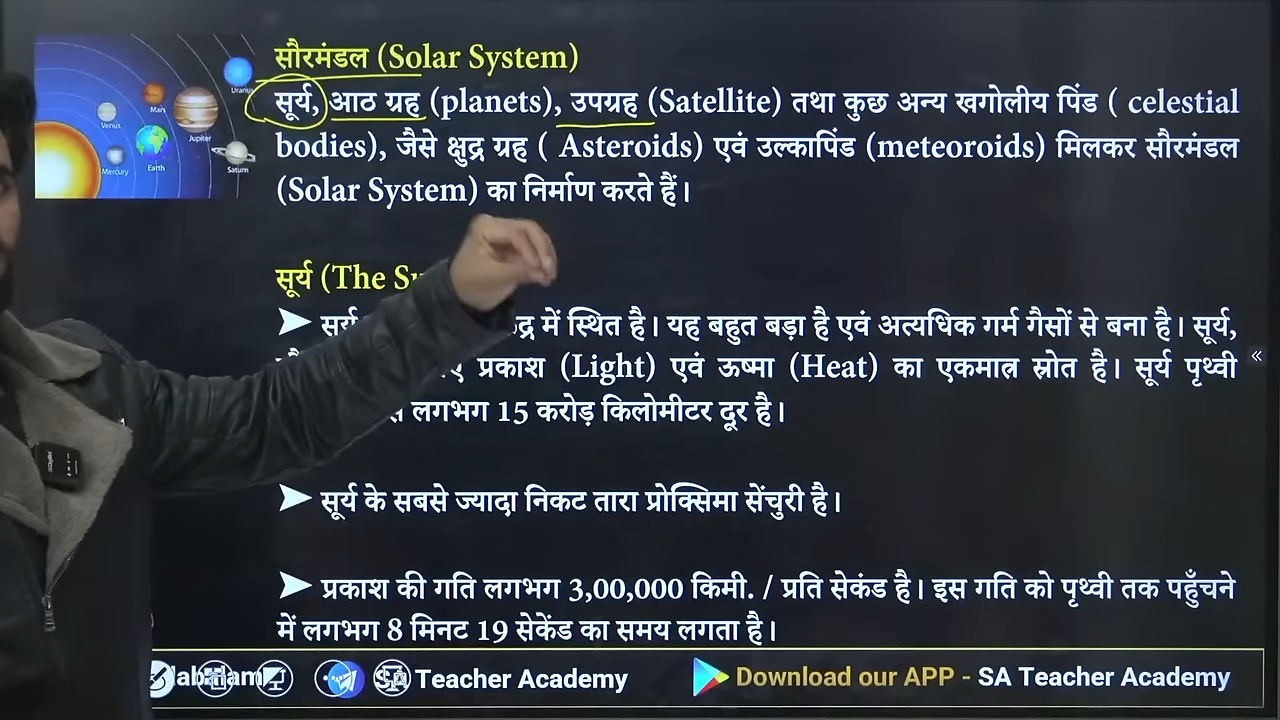 सौरमंडल (Solar System)
सूर्य, आठ ग्रह (planets), उपग्रह (Satellite) तथा कुछ अन्य खगोलीय पिंड ( celestial
bodies), जैसे क्षुद्र ग्रह ( Asteroids) एवं उल्कापिंड (meteoroids) मिलकर सौरमंडल
(Solar System) का निर्माण करते हैं।
Uranus
Mars
Venus
Jupiter
Earth
Mercury
Saturn
सूर्य (The
में स्थित है। यह बहुत बड़ा है एवं अत्यधिक गर्म गैसों से बना है। सूर्य,
प्रकाश (Light) एवं ऊष्मा (Heat) का एकमात्र स्रोत है। सूर्य पृथ्वी
लगभग 15 करोड़ किलोमीटर दूर है।
➤ सूर्य के सबसे ज्यादा निकट तारा प्रोक्सिमा सेंचुरी है।
➤ प्रकाश की गति लगभग 3,00,000 किमी. / प्रति सेकंड है। इस गति को पृथ्वी तक पहुँचने
में लगभग 8 मिनट 19 सेकेंड का समय लगता है।
Teacher Academy
Download our APP - SA Teacher Academy